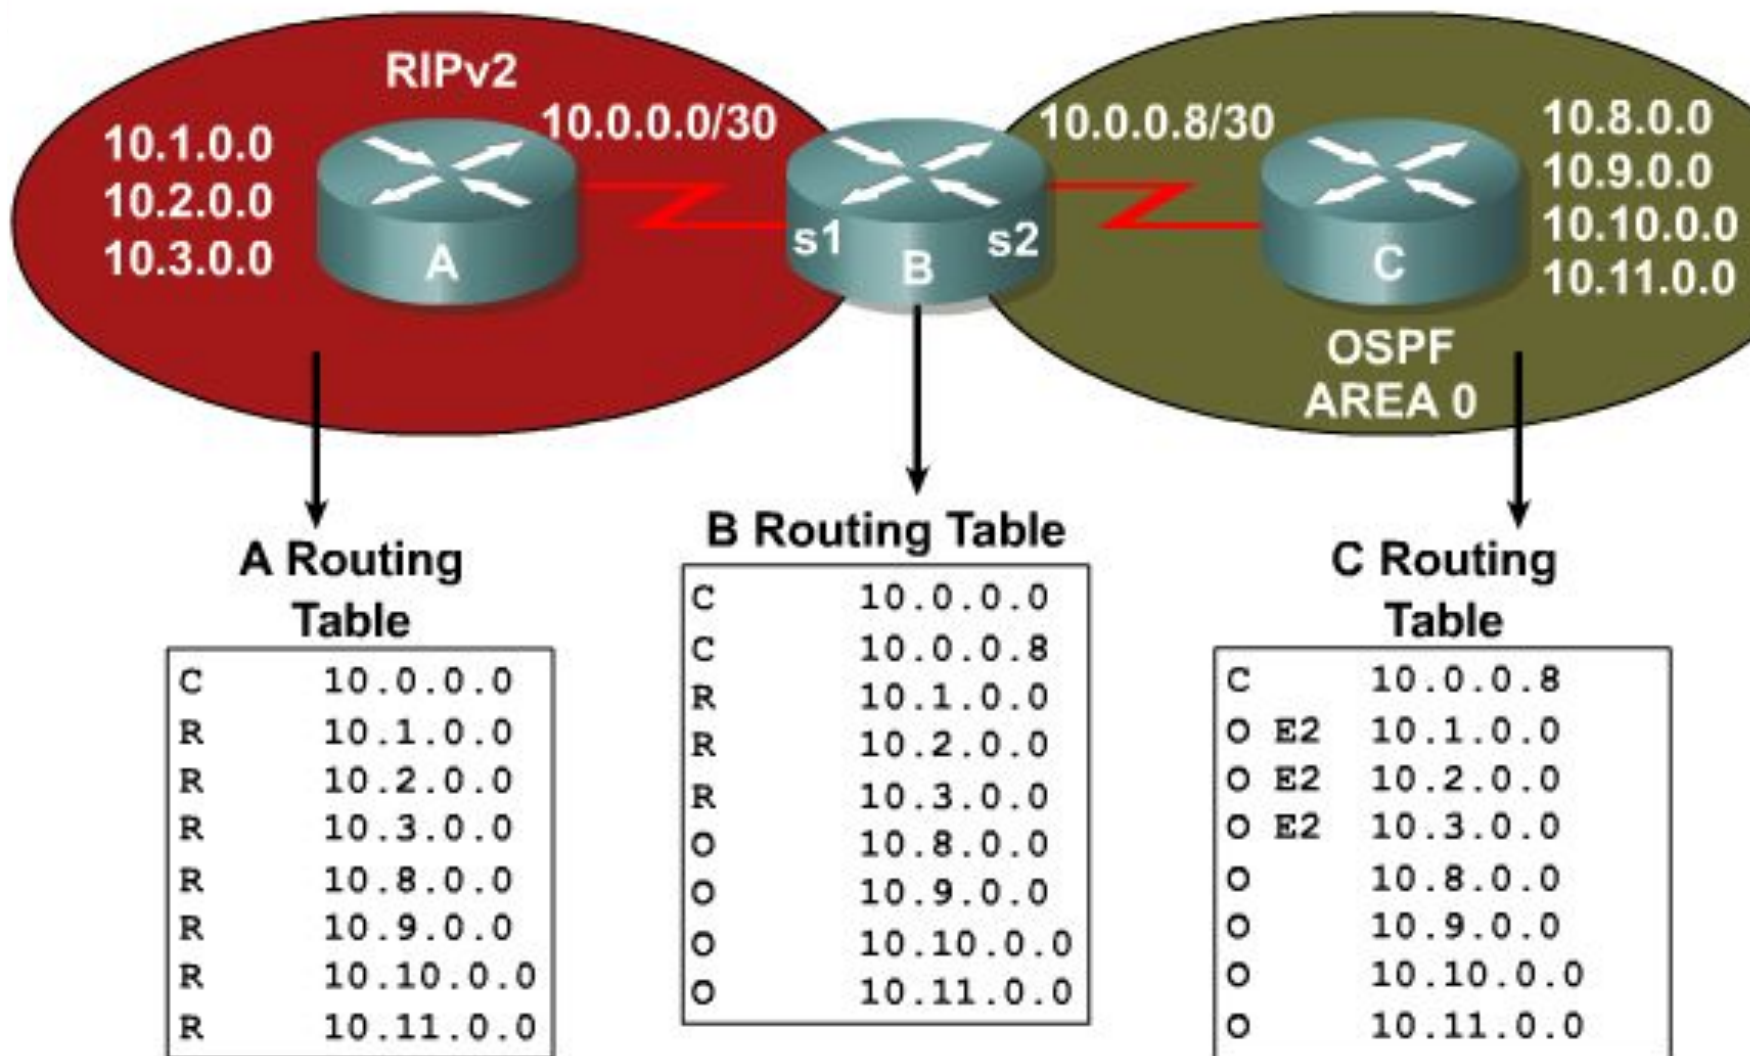 RIPv2
10.1.0.0
10.2.0.0
10.3.0.0
10.0.0.0/30
A
s1
B
s2
10.0.0.8/30
C
10.8.0.0
10.9.0.0
10.10.0.0
10.11.0.0
OSPF
AREA 0
A Routing
Table
C 10.0.0.0
R 10.1.0.0
R 10.2.0.0
R 10.3.0.0
R 10.8.0.0
R 10.9.0.0
R 10.10.0.0
R 10.11.0.0
B Routing Table
C 10.0.0.0
C 10.0.0.8
R 10.1.0.0
R 10.2.0.0
R 10.3.0.0
O 10.8.0.0
O 10.9.0.0
O 10.10.0.0
O 10.11.0.0
C Routing
Table
C 10.0.0.8
O E2 10.1.0.0
O E2 10.2.0.0
O E2 10.3.0.0
O 10.8.0.0
O 10.9.0.0
O 10.10.0.0
O 10.11.0.0